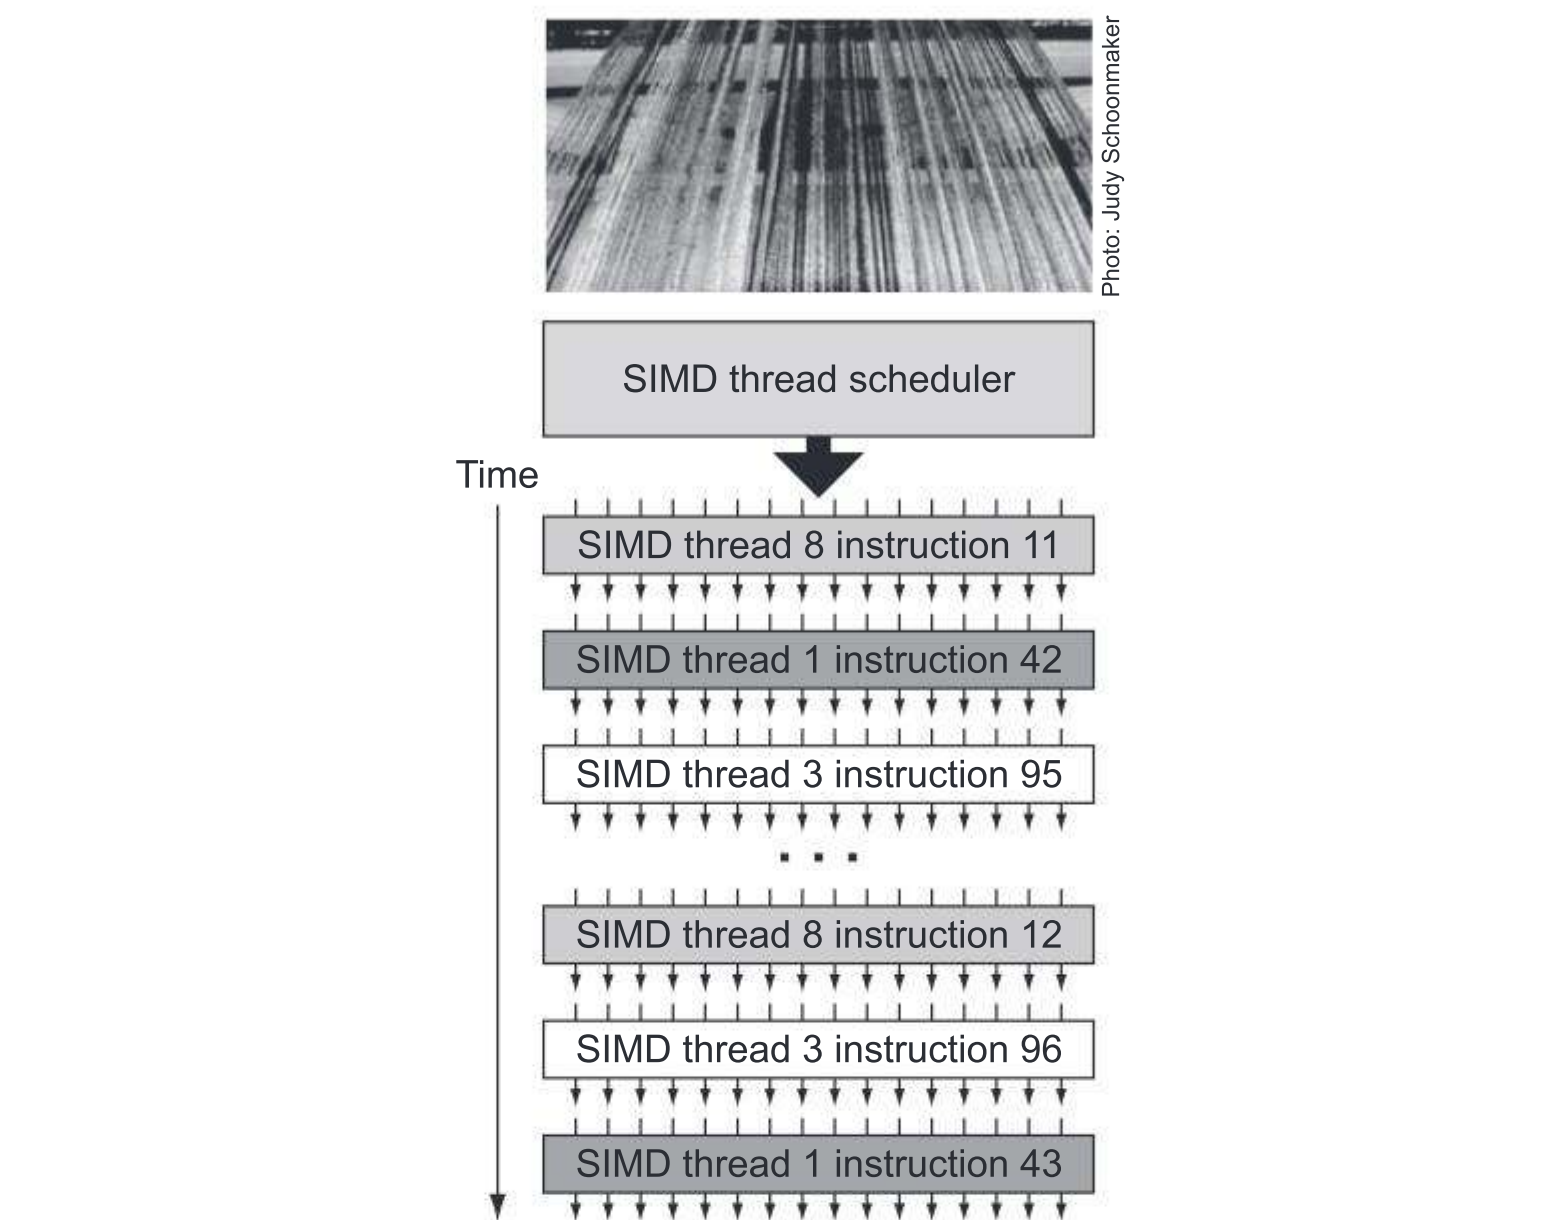 Photo: Judy Schoonmaker
SIMD thread scheduler
Time
SIMD thread 8 instruction 11
SIMD thread 1 instruction 42
SIMD thread 3 instruction 95
. . .
SIMD thread 8 instruction 12
SIMD thread 3 instruction 96
SIMD thread 1 instruction 43